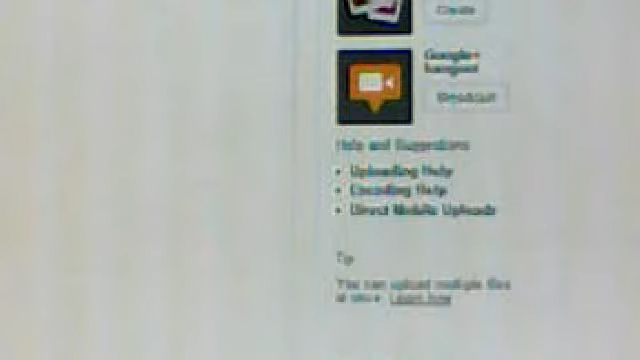 Create
Google+
hangout
Broadcast
Help and Suggestions
Uploading Help
Encoding Help
Direct Mobile Uploads
Tip
You can upload multiple files
at once. Learn how